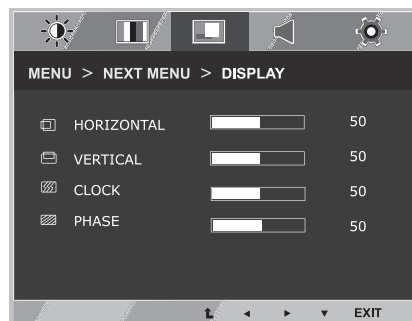 MENU > NEXT MENU > DISPLAY
HORIZONTAL 50
VERTICAL 50
CLOCK 50
PHASE 50
EXIT